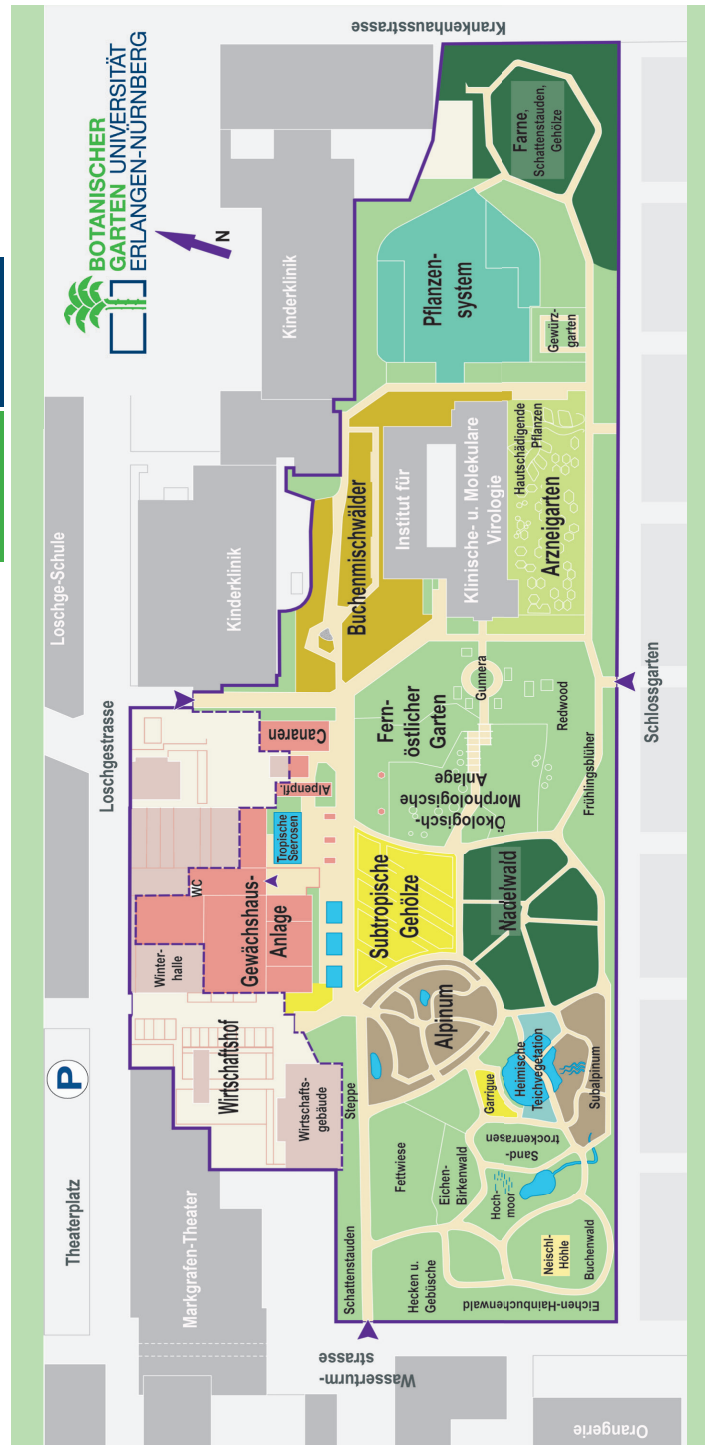 BOTANISCHER
GARTEN UNIVERSITÄT
ERLANGEN-NÜRNBERG
N
Theaterplatz
P
Loschge-Schule
Loschgestrasse
Krankenhausstrasse
Markgrafen-Theater
Wirtschaftshof
Wirtschafts-
gebäude
Winter-
halle
WC
Gewächshaus-
Anlage
Tropische
Seerosen
Alpenpfl.
Canaren
Kinderklinik
Kinderklinik
Schattenstauden
Steppe
Wasserturm-
strasse
Hecken u.
Gebüsche
Fettwiese
Eichen-
Birkenwald
Hoch-
moor
Sand-
trockenrasen
Garrigue
Neischl-
Höhle
Buchenwald
Eichen-Hainbuchenwald
Alpinum
Heimische
Teichvegetation
Subalpinum
Subtropische
Gehölze
Nadelwald
Ökologisch-
Morphologische
Anlage
Fern-
östlicher
Garten
Gunnera
Redwood
Frühlingsblüher
Buchenmischwälder
Institut für
Klinische- u. Molekulare
Virologie
Hautschädigende
Pflanzen
Arzneigarten
Pflanzen-
system
Gewürz-
garten
Farne,
Schattenstauden,
Gehölze
Schlossgarten
Orangerie